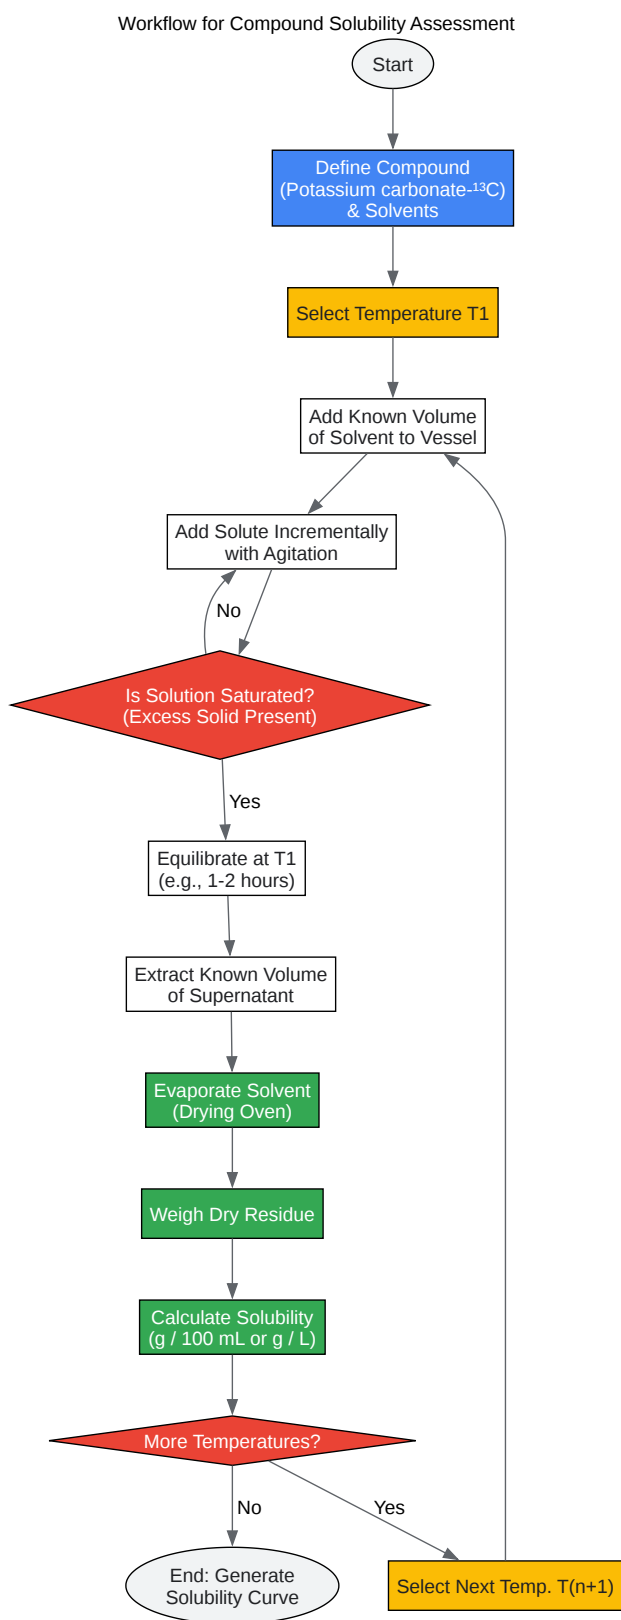 Workflow for Compound Solubility Assessment
Start
Define Compound
(Potassium carbonate-¹³C)
& Solvents
Select Temperature T1
Add Known Volume
of Solvent to Vessel
Add Solute Incrementally
with Agitation
No
Is Solution Saturated?
(Excess Solid Present)
Yes
Equilibrate at T1
(e.g., 1-2 hours)
Extract Known Volume
of Supernatant
Evaporate Solvent
(Drying Oven)
Weigh Dry Residue
Calculate Solubility
(g / 100 mL or g / L)
More Temperatures?
No
Yes
End: Generate
Solubility Curve
Select Next Temp. T(n+1)